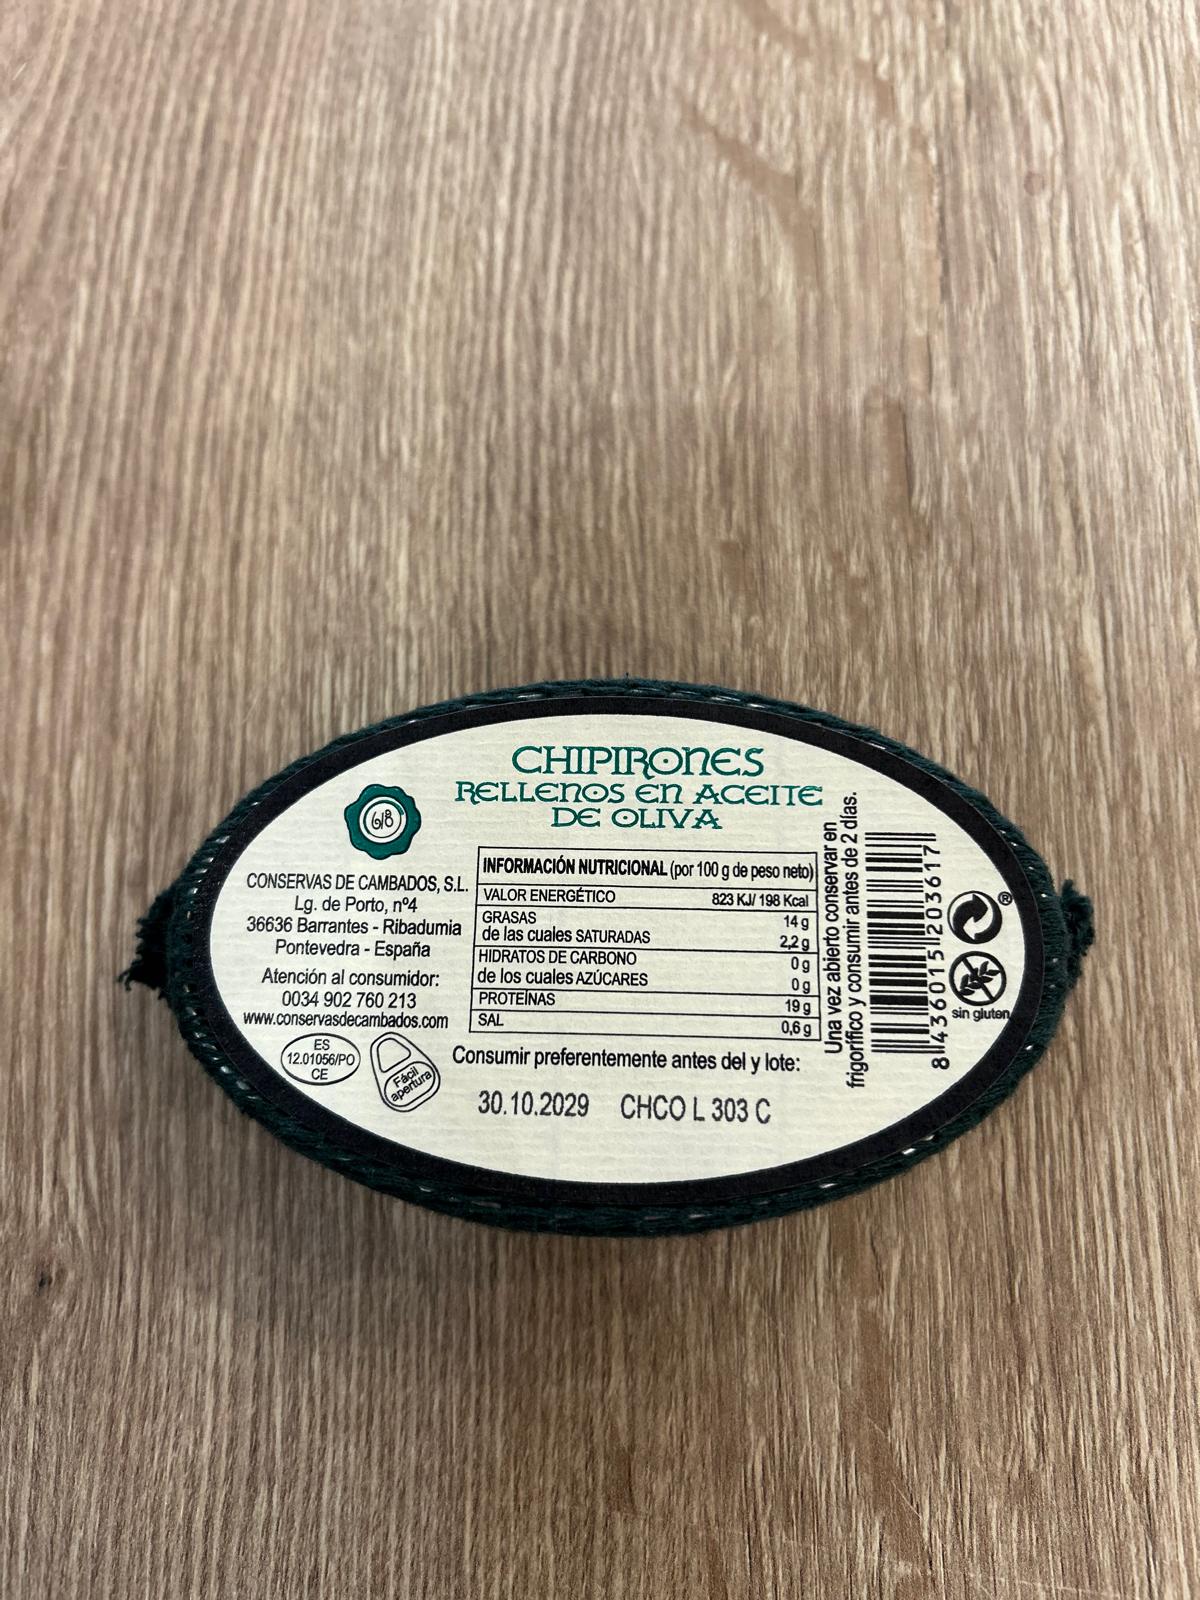 CHIPIRONES
RELLENOS EN ACEITE
DE OLIVA
CONSERVAS DE CAMBADOS, S.L.
Lg. de Porto, nº4
36636 Barrantes - Ribadumia
Pontevedra - España
Atención al consumidor:
0034 902 760 213
www.conservasdecambados.com
ES
12.01056/PO
CE
Fácil
apertura
INFORMACIÓN NUTRICIONAL (por 100 g de peso neto)
VALOR ENERGÉTICO 823 KJ/ 198 Kcal
GRASAS 14 g
de las cuales SATURADAS 2,2 g
HIDRATOS DE CARBONO 0 g
de los cuales AZÚCARES 0 g
PROTEÍNAS 19 g
SAL 0,6 g
Consumir preferentemente antes del y lote:
30.10.2029 CHCO L 303 C
Una vez abierto conservar en
frigorífico y consumir antes de 2 días.
8 436015 203617
®
sin gluten